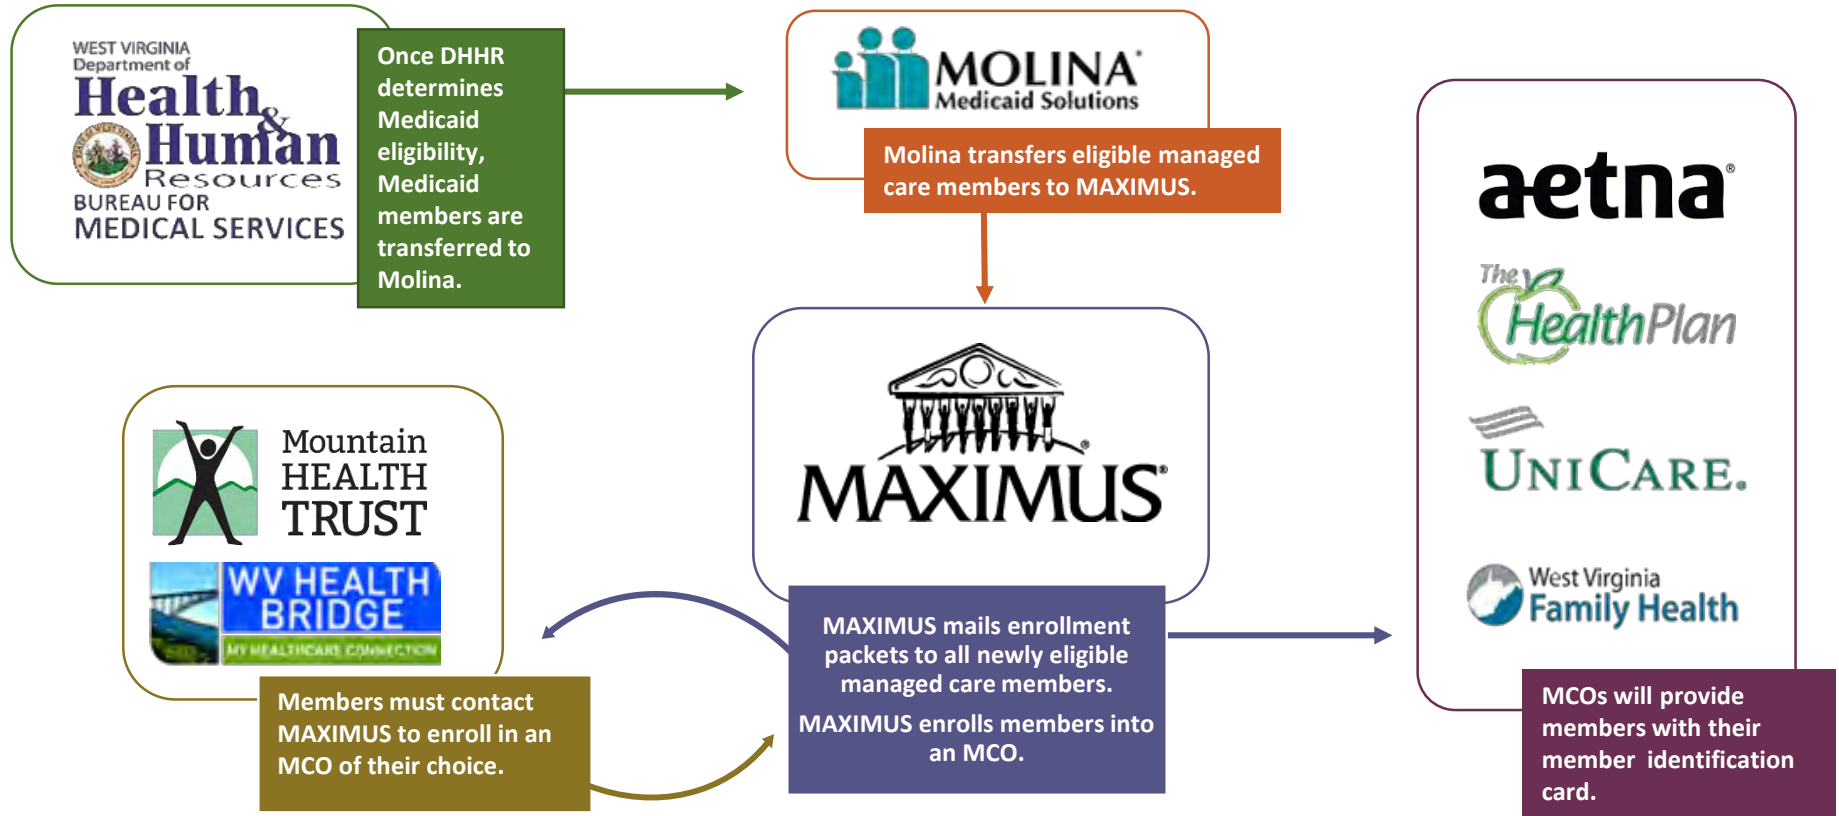 WEST VIRGINIA
Department of
Health &
Human
Resources
BUREAU FOR
MEDICAL SERVICES
Once DHHR
determines
Medicaid
eligibility,
Medicaid
members are
transferred to
Molina.
MOLINA®
Medicaid Solutions
Molina transfers eligible managed
care members to MAXIMUS.
MAXIMUS®
MAXIMUS mails enrollment
packets to all newly eligible
managed care members.
MAXIMUS enrolls members into
an MCO.
Mountain
HEALTH
TRUST
WV HEALTH
BRIDGE
MY HEALTHCARE CONNECTION
Members must contact
MAXIMUS to enroll in an
MCO of their choice.
aetna®
The
HealthPlan
UNICARE®
West Virginia
Family Health
MCOs will provide
members with their
member identification
card.